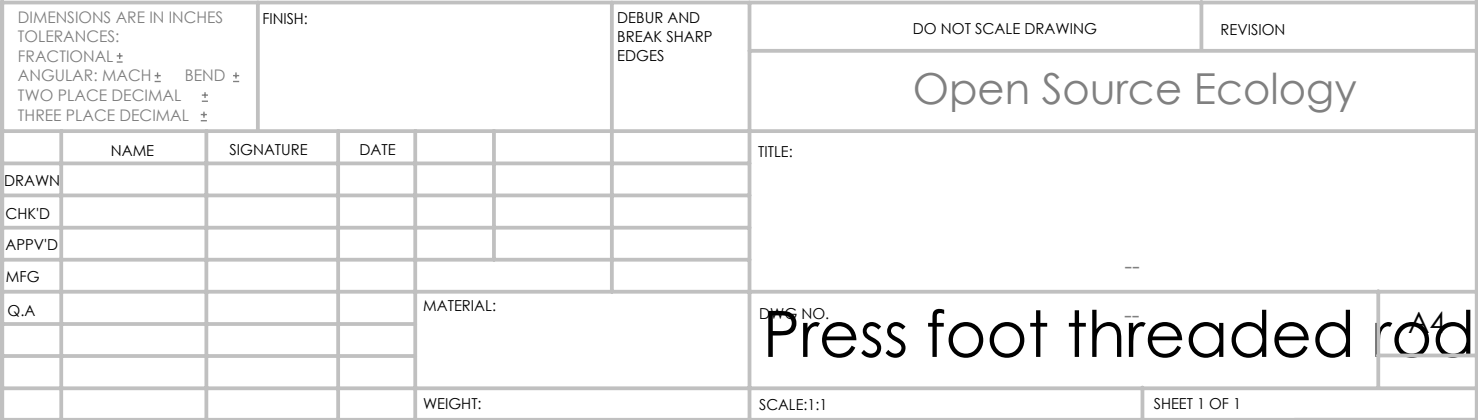 DIMENSIONS ARE IN INCHES
TOLERANCES:
FRACTIONAL ±
ANGULAR: MACH ± BEND ±
TWO PLACE DECIMAL ±
THREE PLACE DECIMAL ±
FINISH:
DEBUR AND
BREAK SHARP
EDGES
DO NOT SCALE DRAWING
REVISION
Open Source Ecology
NAME SIGNATURE DATE
DRAWN
CHK'D
APPV'D
MFG
Q.A
TITLE:
--
MATERIAL:
DWG NO.
--
Press foot threaded rod
A4
WEIGHT:
SCALE:1:1
SHEET 1 OF 1